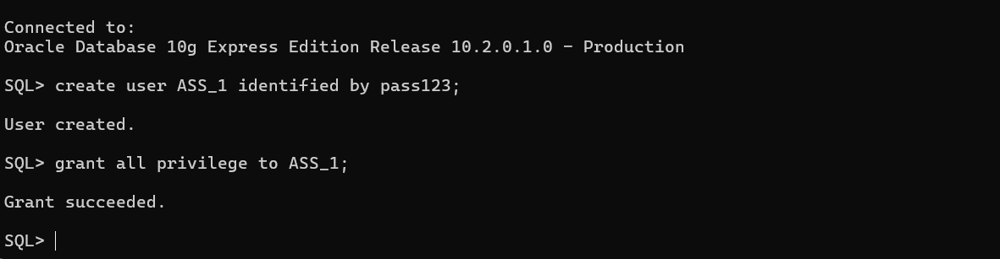 Connected to:
Oracle Database 10g Express Edition Release 10.2.0.1.0 - Production
SQL> create user ASS_1 identified by pass123;
User created.
SQL> grant all privilege to ASS_1;
Grant succeeded.
SQL>